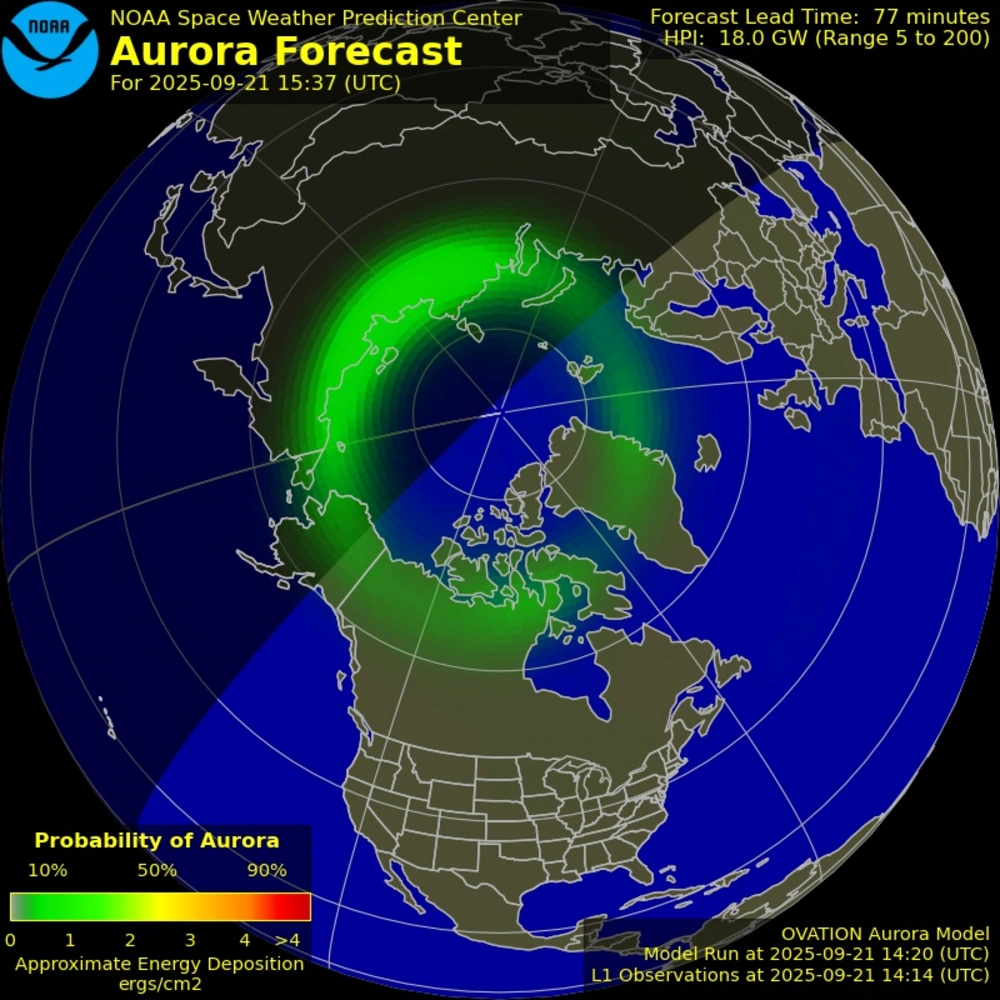 NOAA
NOAA Space Weather Prediction Center
Aurora Forecast
For 2025-09-21 15:37 (UTC)
Forecast Lead Time: 77 minutes
HPI: 18.0 GW (Range 5 to 200)
Probability of Aurora
10% 50% 90%
0 1 2 3 4 >4
Approximate Energy Deposition
ergs/cm2
OVATION Aurora Model
Model Run at 2025-09-21 14:20 (UTC)
L1 Observations at 2025-09-21 14:14 (UTC)